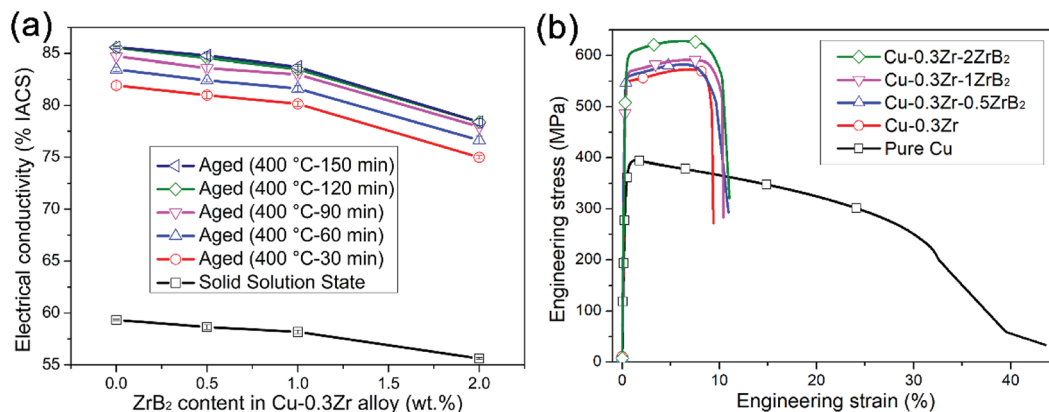 (a)
Electrical conductivity (% IACS)
90
85
80
75
70
65
60
55
Aged (400 °C-150 min)
Aged (400 °C-120 min)
Aged (400 °C-90 min)
Aged (400 °C-60 min)
Aged (400 °C-30 min)
Solid Solution State
0.0 0.5 1.0 1.5 2.0
ZrB₂ content in Cu-0.3Zr alloy (wt.%)
(b)
Engineering stress (MPa)
600
500
400
300
200
100
0
Cu-0.3Zr-2ZrB₂
Cu-0.3Zr-1ZrB₂
Cu-0.3Zr-0.5ZrB₂
Cu-0.3Zr
Pure Cu
0 10 20 30 40
Engineering strain (%)